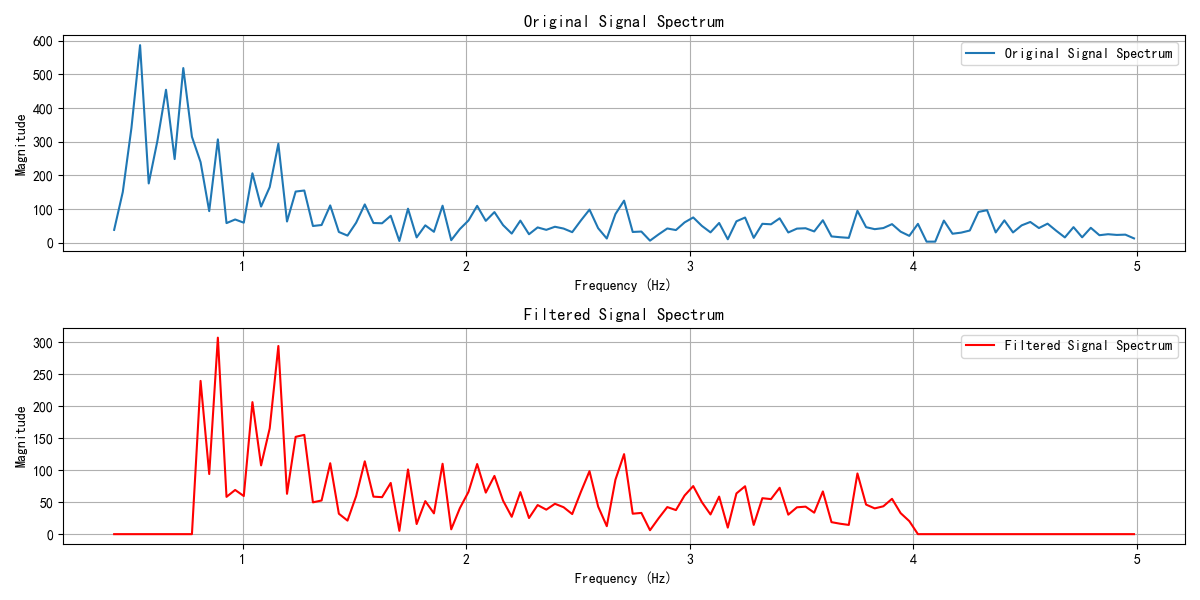 Original Signal Spectrum
600
500
400
300
200
100
0
Magnitude
Original Signal Spectrum
1 2 3 4 5
Frequency (Hz)
Filtered Signal Spectrum
300
250
200
150
100
50
0
Magnitude
Filtered Signal Spectrum
1 2 3 4 5
Frequency (Hz)